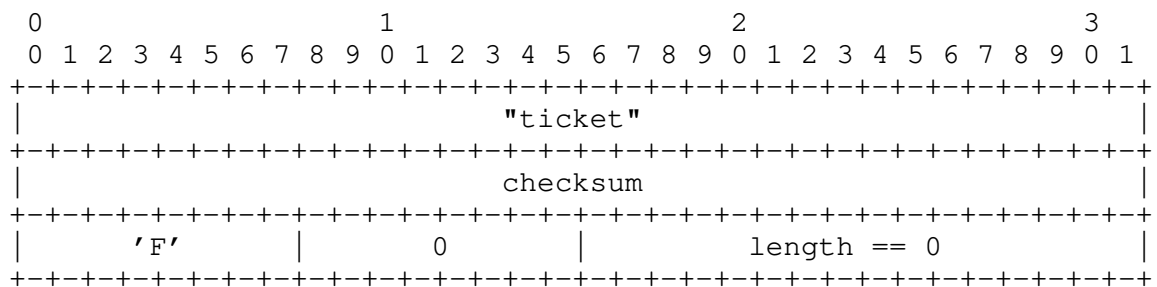 0                   1                   2                   3
 0 1 2 3 4 5 6 7 8 9 0 1 2 3 4 5 6 7 8 9 0 1 2 3 4 5 6 7 8 9 0 1
+-+-+-+-+-+-+-+-+-+-+-+-+-+-+-+-+-+-+-+-+-+-+-+-+-+-+-+-+-+-+-+-+
|                           "ticket"                            |
+-+-+-+-+-+-+-+-+-+-+-+-+-+-+-+-+-+-+-+-+-+-+-+-+-+-+-+-+-+-+-+-+
|                           checksum                            |
+-+-+-+-+-+-+-+-+-+-+-+-+-+-+-+-+-+-+-+-+-+-+-+-+-+-+-+-+-+-+-+-+
|      ’F’      |       0       |         length == 0           |
+-+-+-+-+-+-+-+-+-+-+-+-+-+-+-+-+-+-+-+-+-+-+-+-+-+-+-+-+-+-+-+-+